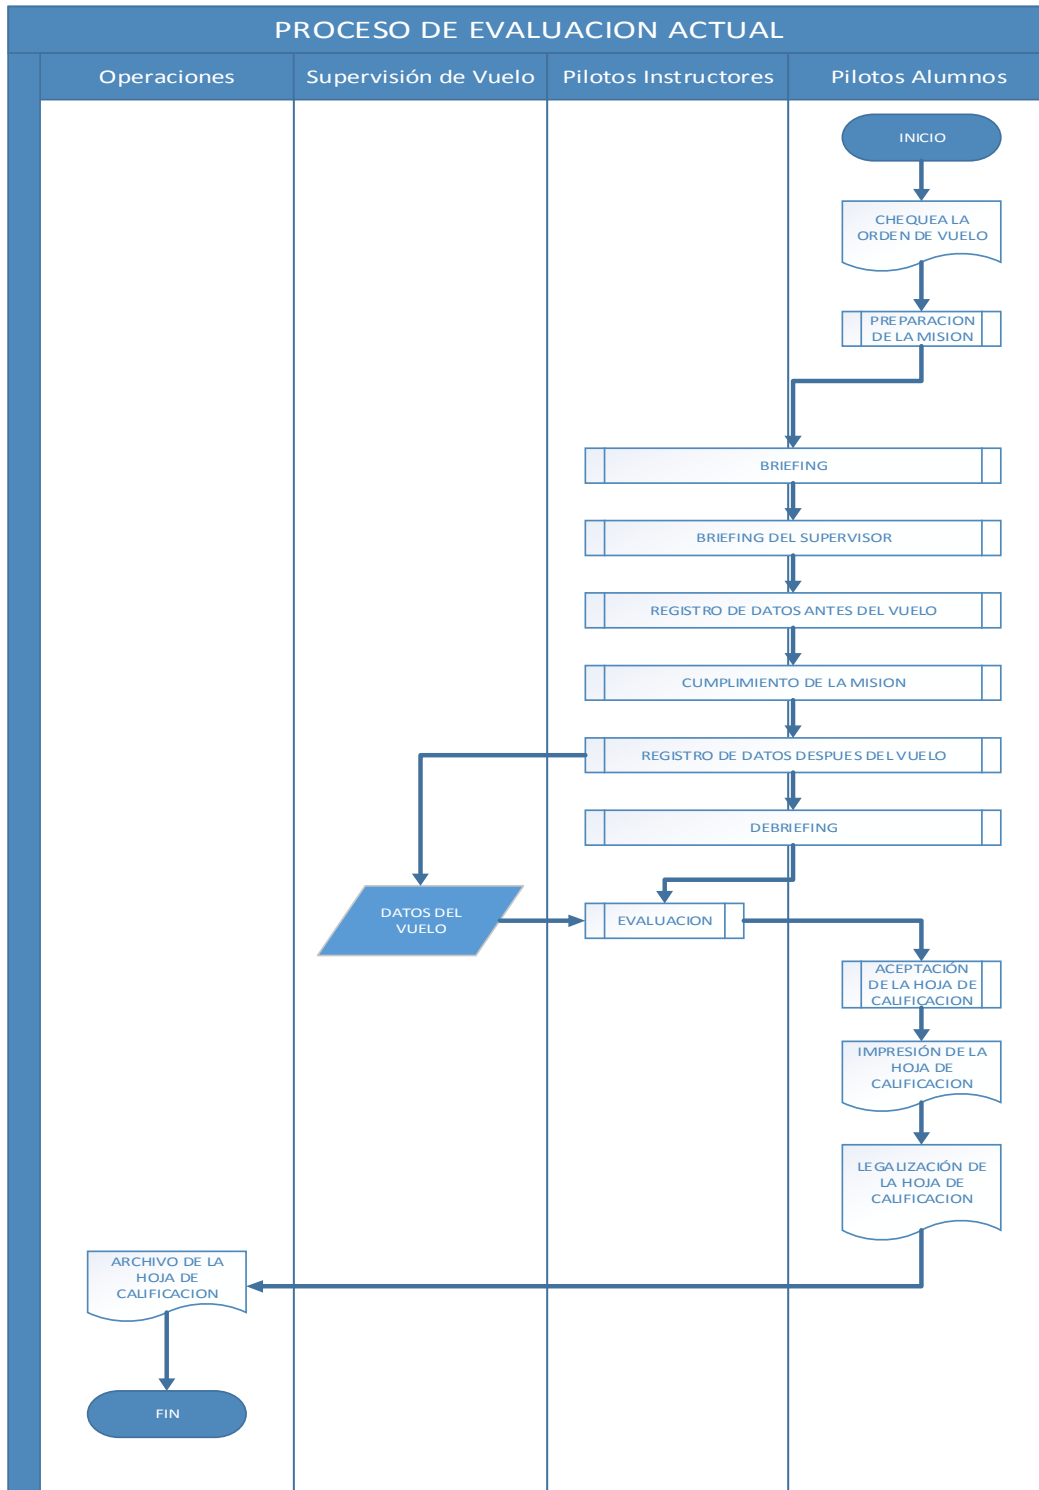 PROCESO DE EVALUACION ACTUAL
Operaciones
Supervisión de Vuelo
Pilotos Instructores
Pilotos Alumnos
INICIO
CHEQUEA LA
ORDEN DE VUELO
PREPARACION
DE LA MISION
BRIEFING
BRIEFING DEL SUPERVISOR
REGISTRO DE DATOS ANTES DEL VUELO
CUMPLIMIENTO DE LA MISION
REGISTRO DE DATOS DESPUES DEL VUELO
DEBRIEFING
DATOS DEL
VUELO
EVALUACION
ACEPTACIÓN
DE LA HOJA DE
CALIFICACION
IMPRESIÓN DE LA
HOJA DE
CALIFICACION
LEGALIZACIÓN DE
LA HOJA DE
CALIFICACION
ARCHIVO DE LA
HOJA DE
CALIFICACION
FIN